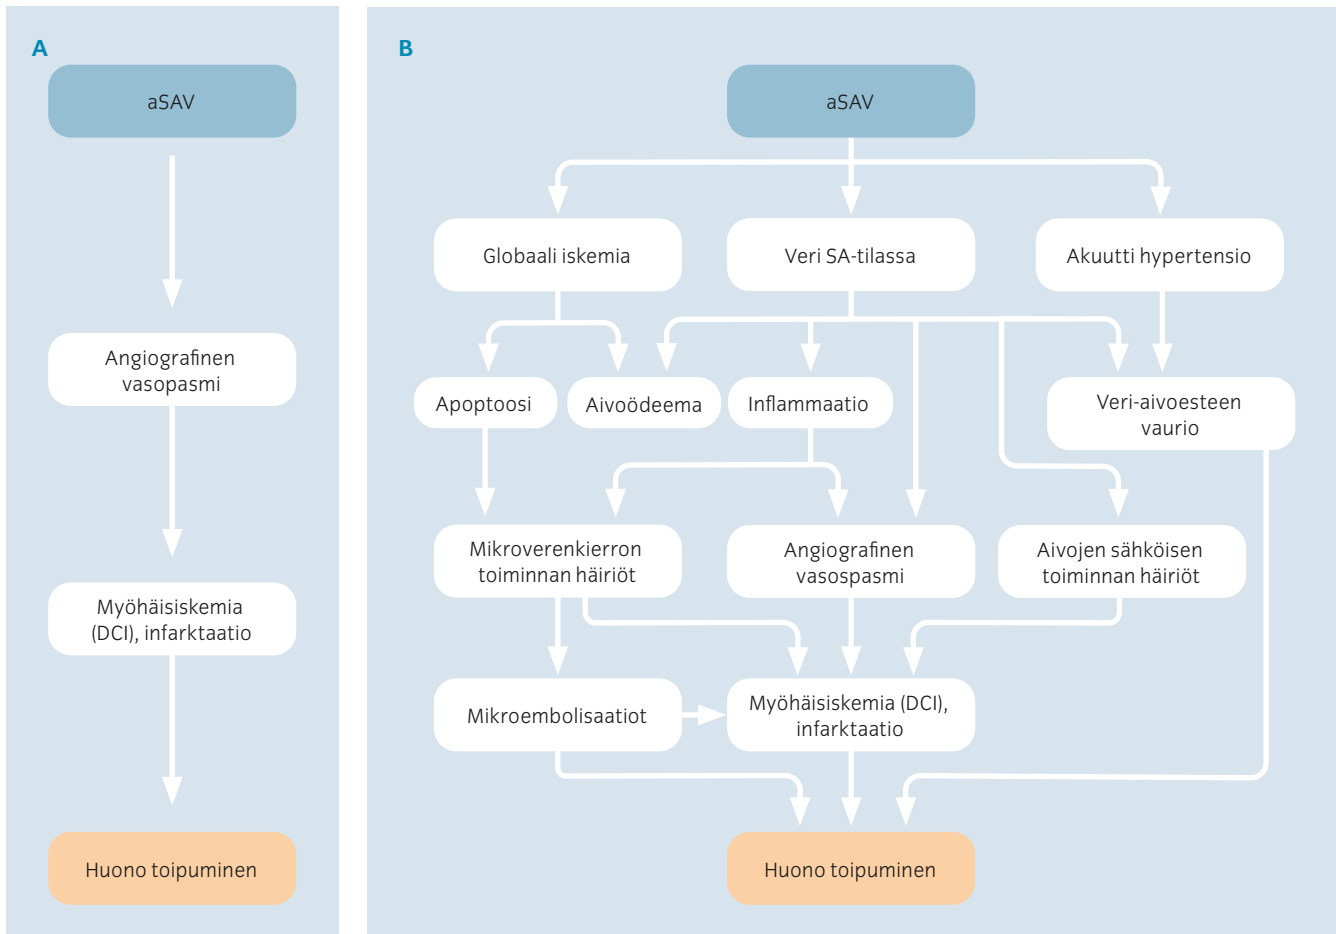 A
aSAV
Angiografinen
vasopasmi
Myöhäisiskemia
(DCI), infarktaatio
Huono toipuminen
B
aSAV
Globaali iskemia
Veri SA-tilassa
Akuutti hypertensio
Apoptoosi
Aivoödeema
Inflammaatio
Veri-aivoesteen
vaurio
Mikroverenkierron
toiminnan häiriöt
Angiografinen
vasospasmi
Aivojen sähköisen
toiminnan häiriöt
Mikroembolisaatiot
Myöhäisiskemia (DCI),
infarktaatio
Huono toipuminen